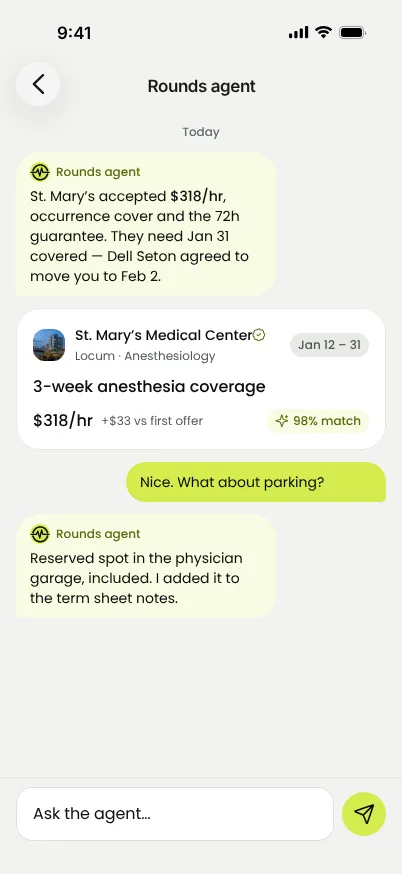 9:41
Rounds agent
Today
Rounds agent
St. Mary’s accepted $318/hr,
occurrence cover and the 72h
guarantee. They need Jan 31
covered — Dell Seton agreed to
move you to Feb 2.
St. Mary’s Medical Center
Jan 12 – 31
Locum · Anesthesiology
3-week anesthesia coverage
$318/hr +$33 vs first offer
98% match
Nice. What about parking?
Rounds agent
Reserved spot in the physician
garage, included. I added it to
the term sheet notes.
Ask the agent...